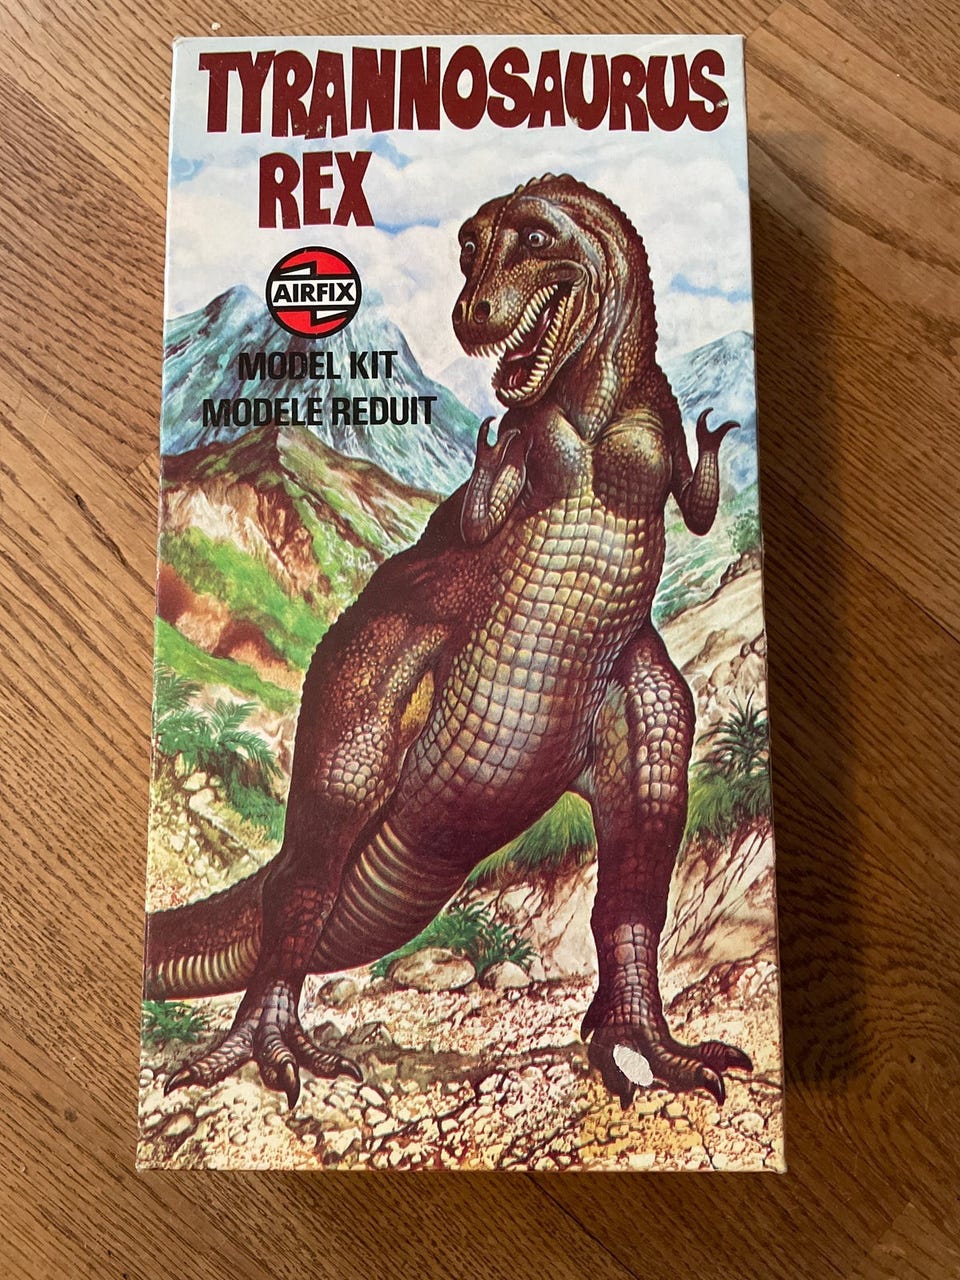 TYRANNOSAURUS
REX
AIRFIX
MODEL KIT
MODELE REDUIT